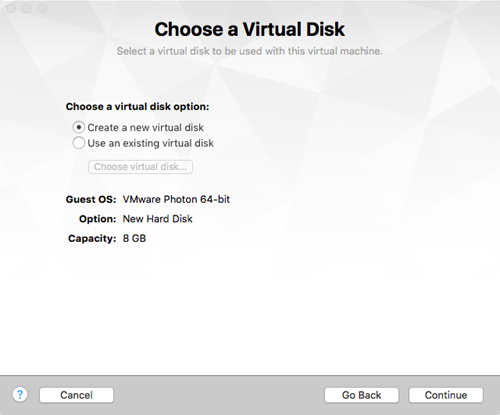 Choose a Virtual Disk
Select a virtual disk to be used with this virtual machine.
Choose a virtual disk option:
Create a new virtual disk
Use an existing virtual disk
Choose virtual disk...
Guest OS: VMware Photon 64-bit
Option: New Hard Disk
Capacity: 8 GB
? Cancel Go Back Continue